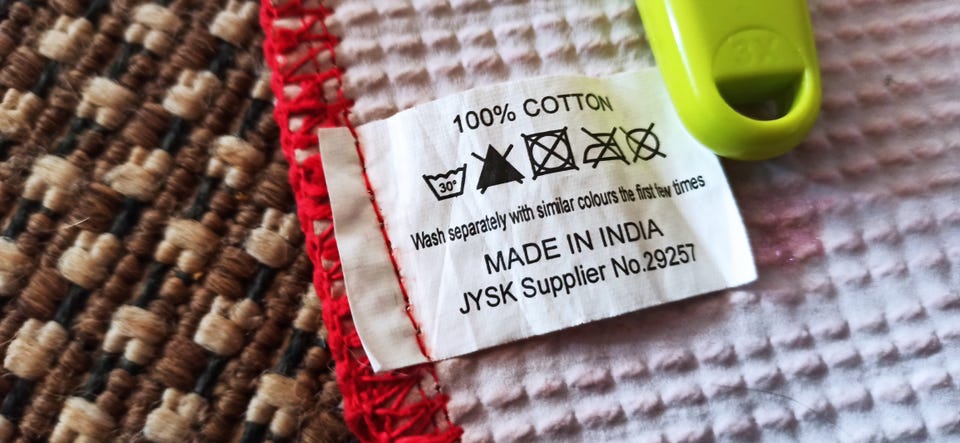 100% COTTON
30°
Wash separately with similar colours the first few times
MADE IN INDIA
JYSK Supplier No.29257
3X